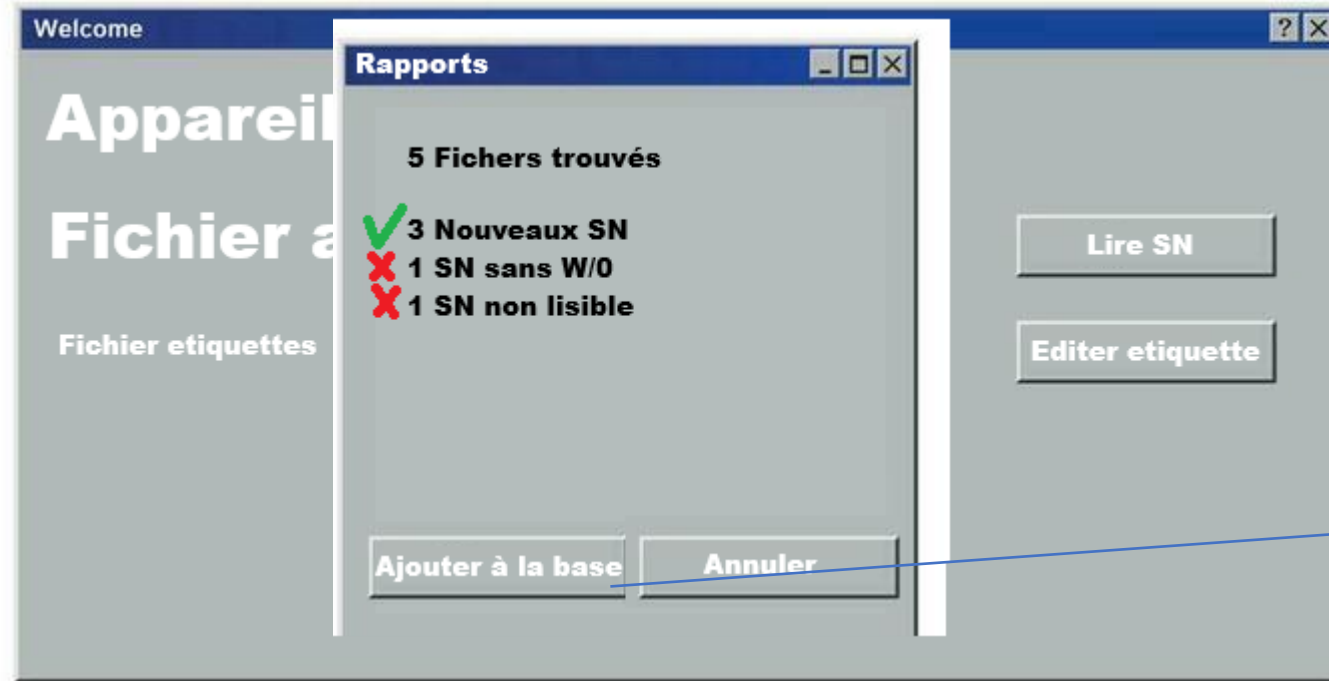 Welcome
Appareil
Fichier a
Fichier etiquettes
Rapports
5 Fichers trouvés
3 Nouveaux SN
1 SN sans W/0
1 SN non lisible
Ajouter à la base
Annuler
Lire SN
Editer etiquette